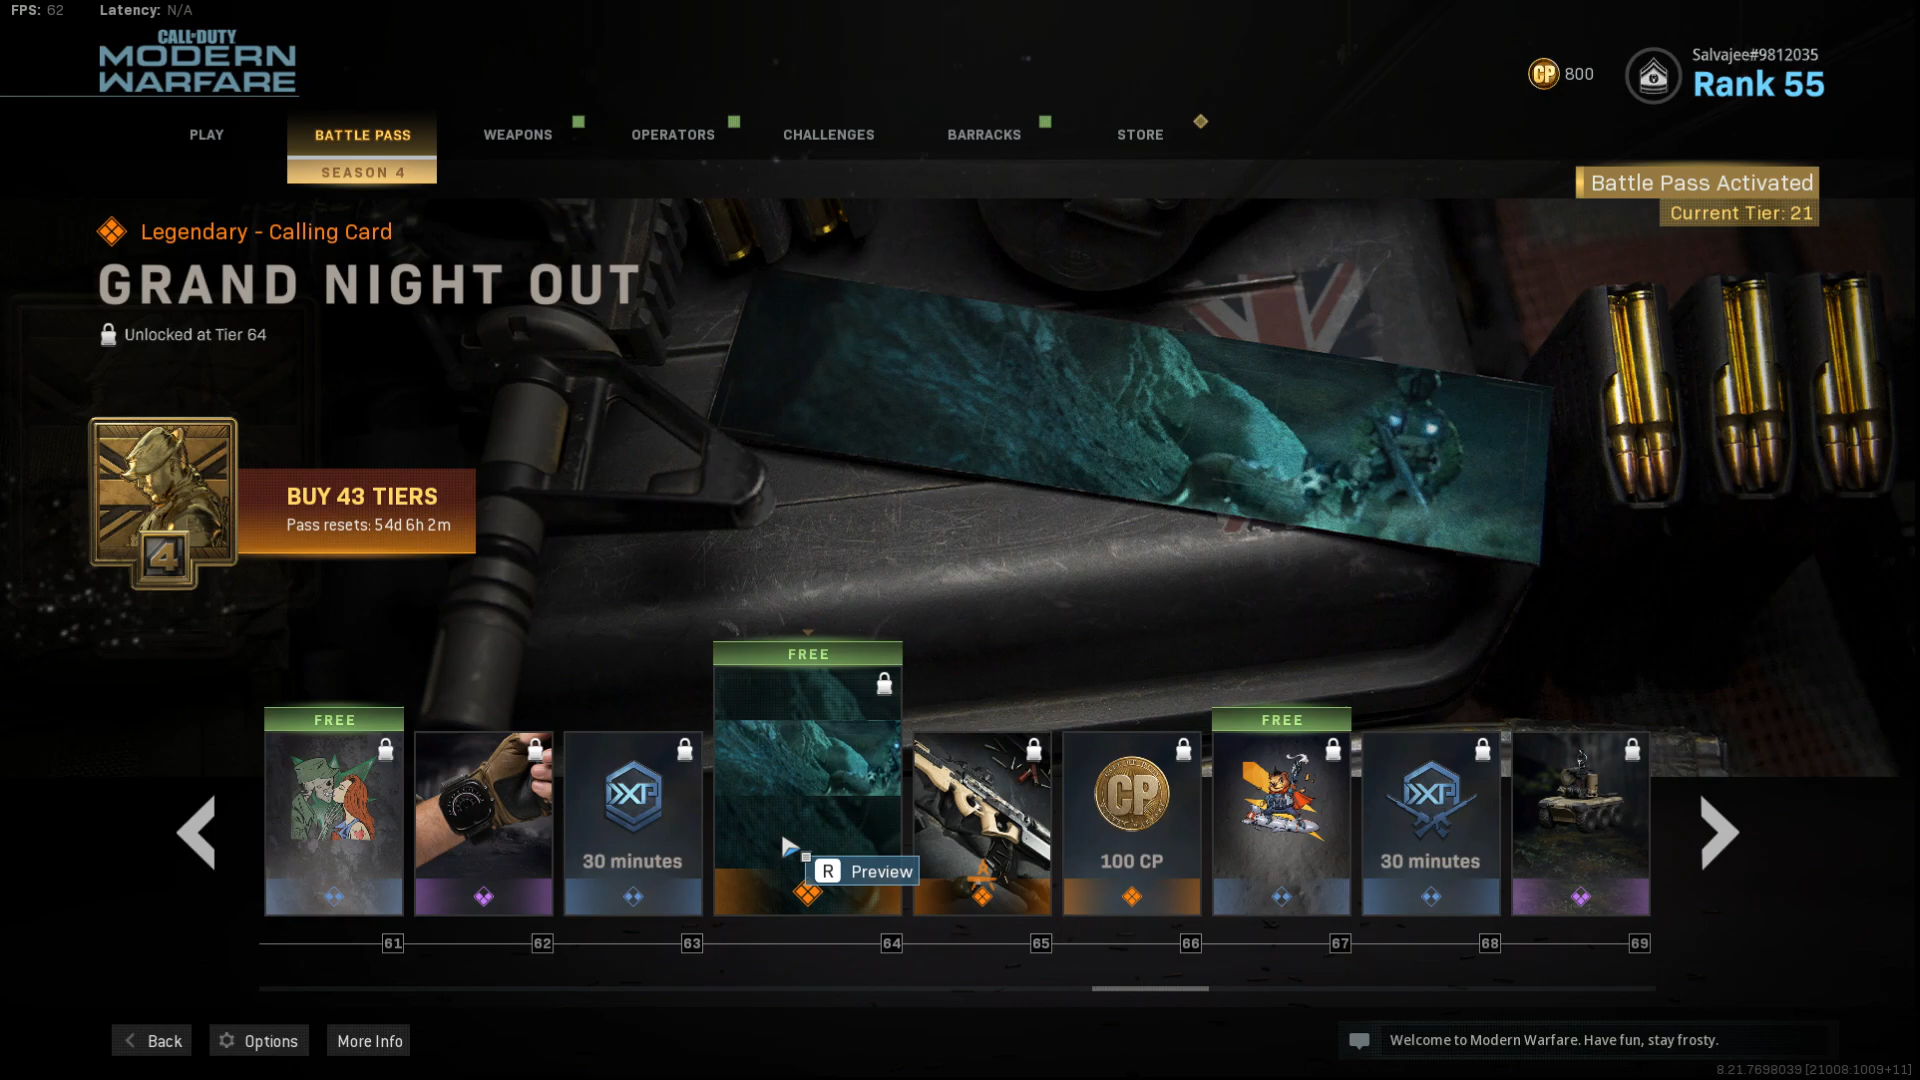 FPS: 62
Latency: N/A
CALL OF DUTY
MODERN
WARFARE
CP 800
Salvajee#9812035
Rank 55
PLAY
BATTLE PASS
WEAPONS
OPERATORS
CHALLENGES
BARRACKS
STORE
SEASON 4
Battle Pass Activated
Current Tier: 21
Legendary - Calling Card
GRAND NIGHT OUT
Unlocked at Tier 64
BUY 43 TIERS
Pass resets: 54d 6h 2m
4
FREE
FREE
FREE
DXP
30 minutes
CP
100 CP
DXP
30 minutes
R Preview
61
62
63
64
65
66
67
68
69
Back
Options
More Info
Welcome to Modern Warfare. Have fun, stay frosty.
8.21.7698039 [21008:1009+11]